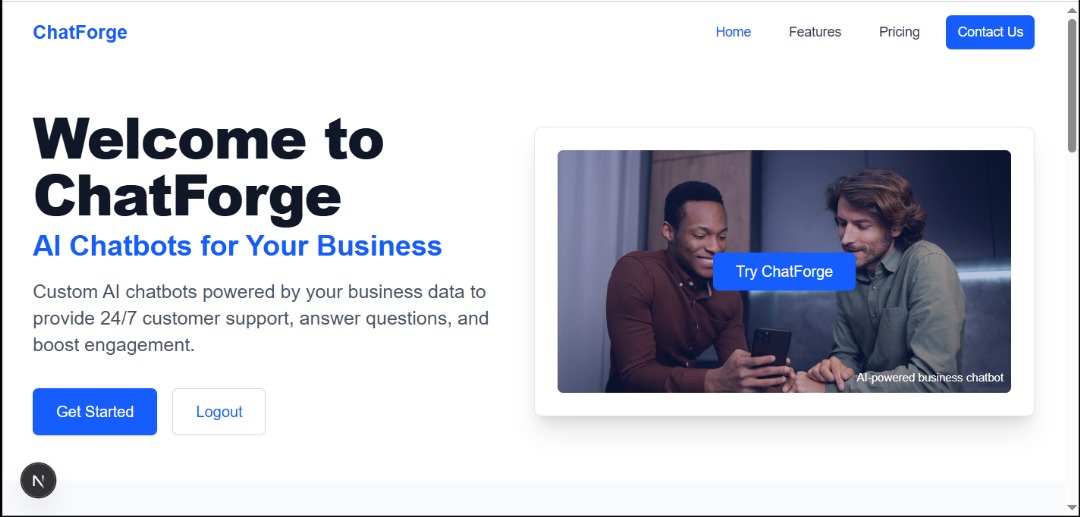 ChatForge
Home
Features
Pricing
Contact Us
Welcome to
ChatForge
AI Chatbots for Your Business
Custom AI chatbots powered by your business data to
provide 24/7 customer support, answer questions, and
boost engagement.
Get Started
Logout
Try ChatForge
AI-powered business chatbot
N